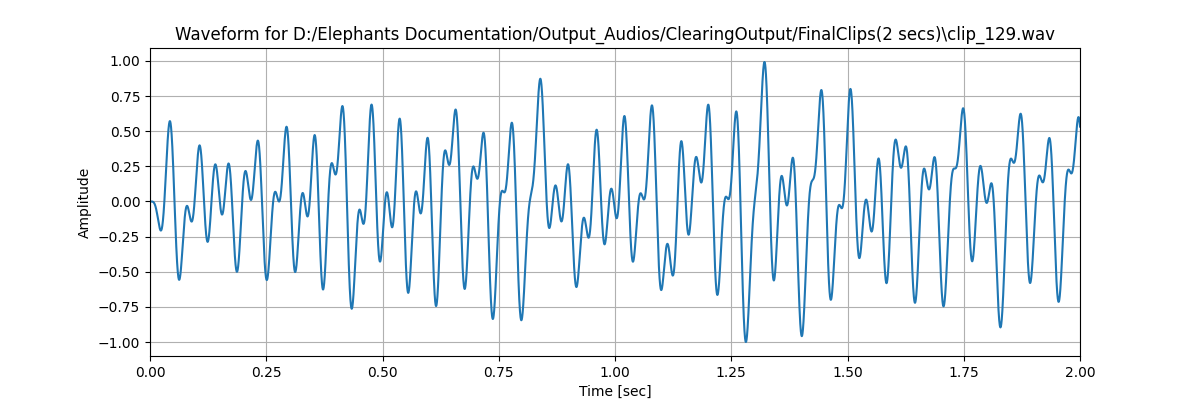 Waveform for D:/Elephants Documentation/Output_Audios/ClearingOutput/FinalClips(2 secs)\clip_129.wav
1.00
0.75
0.50
0.25
0.00
−0.25
−0.50
−0.75
−1.00
Amplitude
0.00 0.25 0.50 0.75 1.00 1.25 1.50 1.75 2.00
Time [sec]